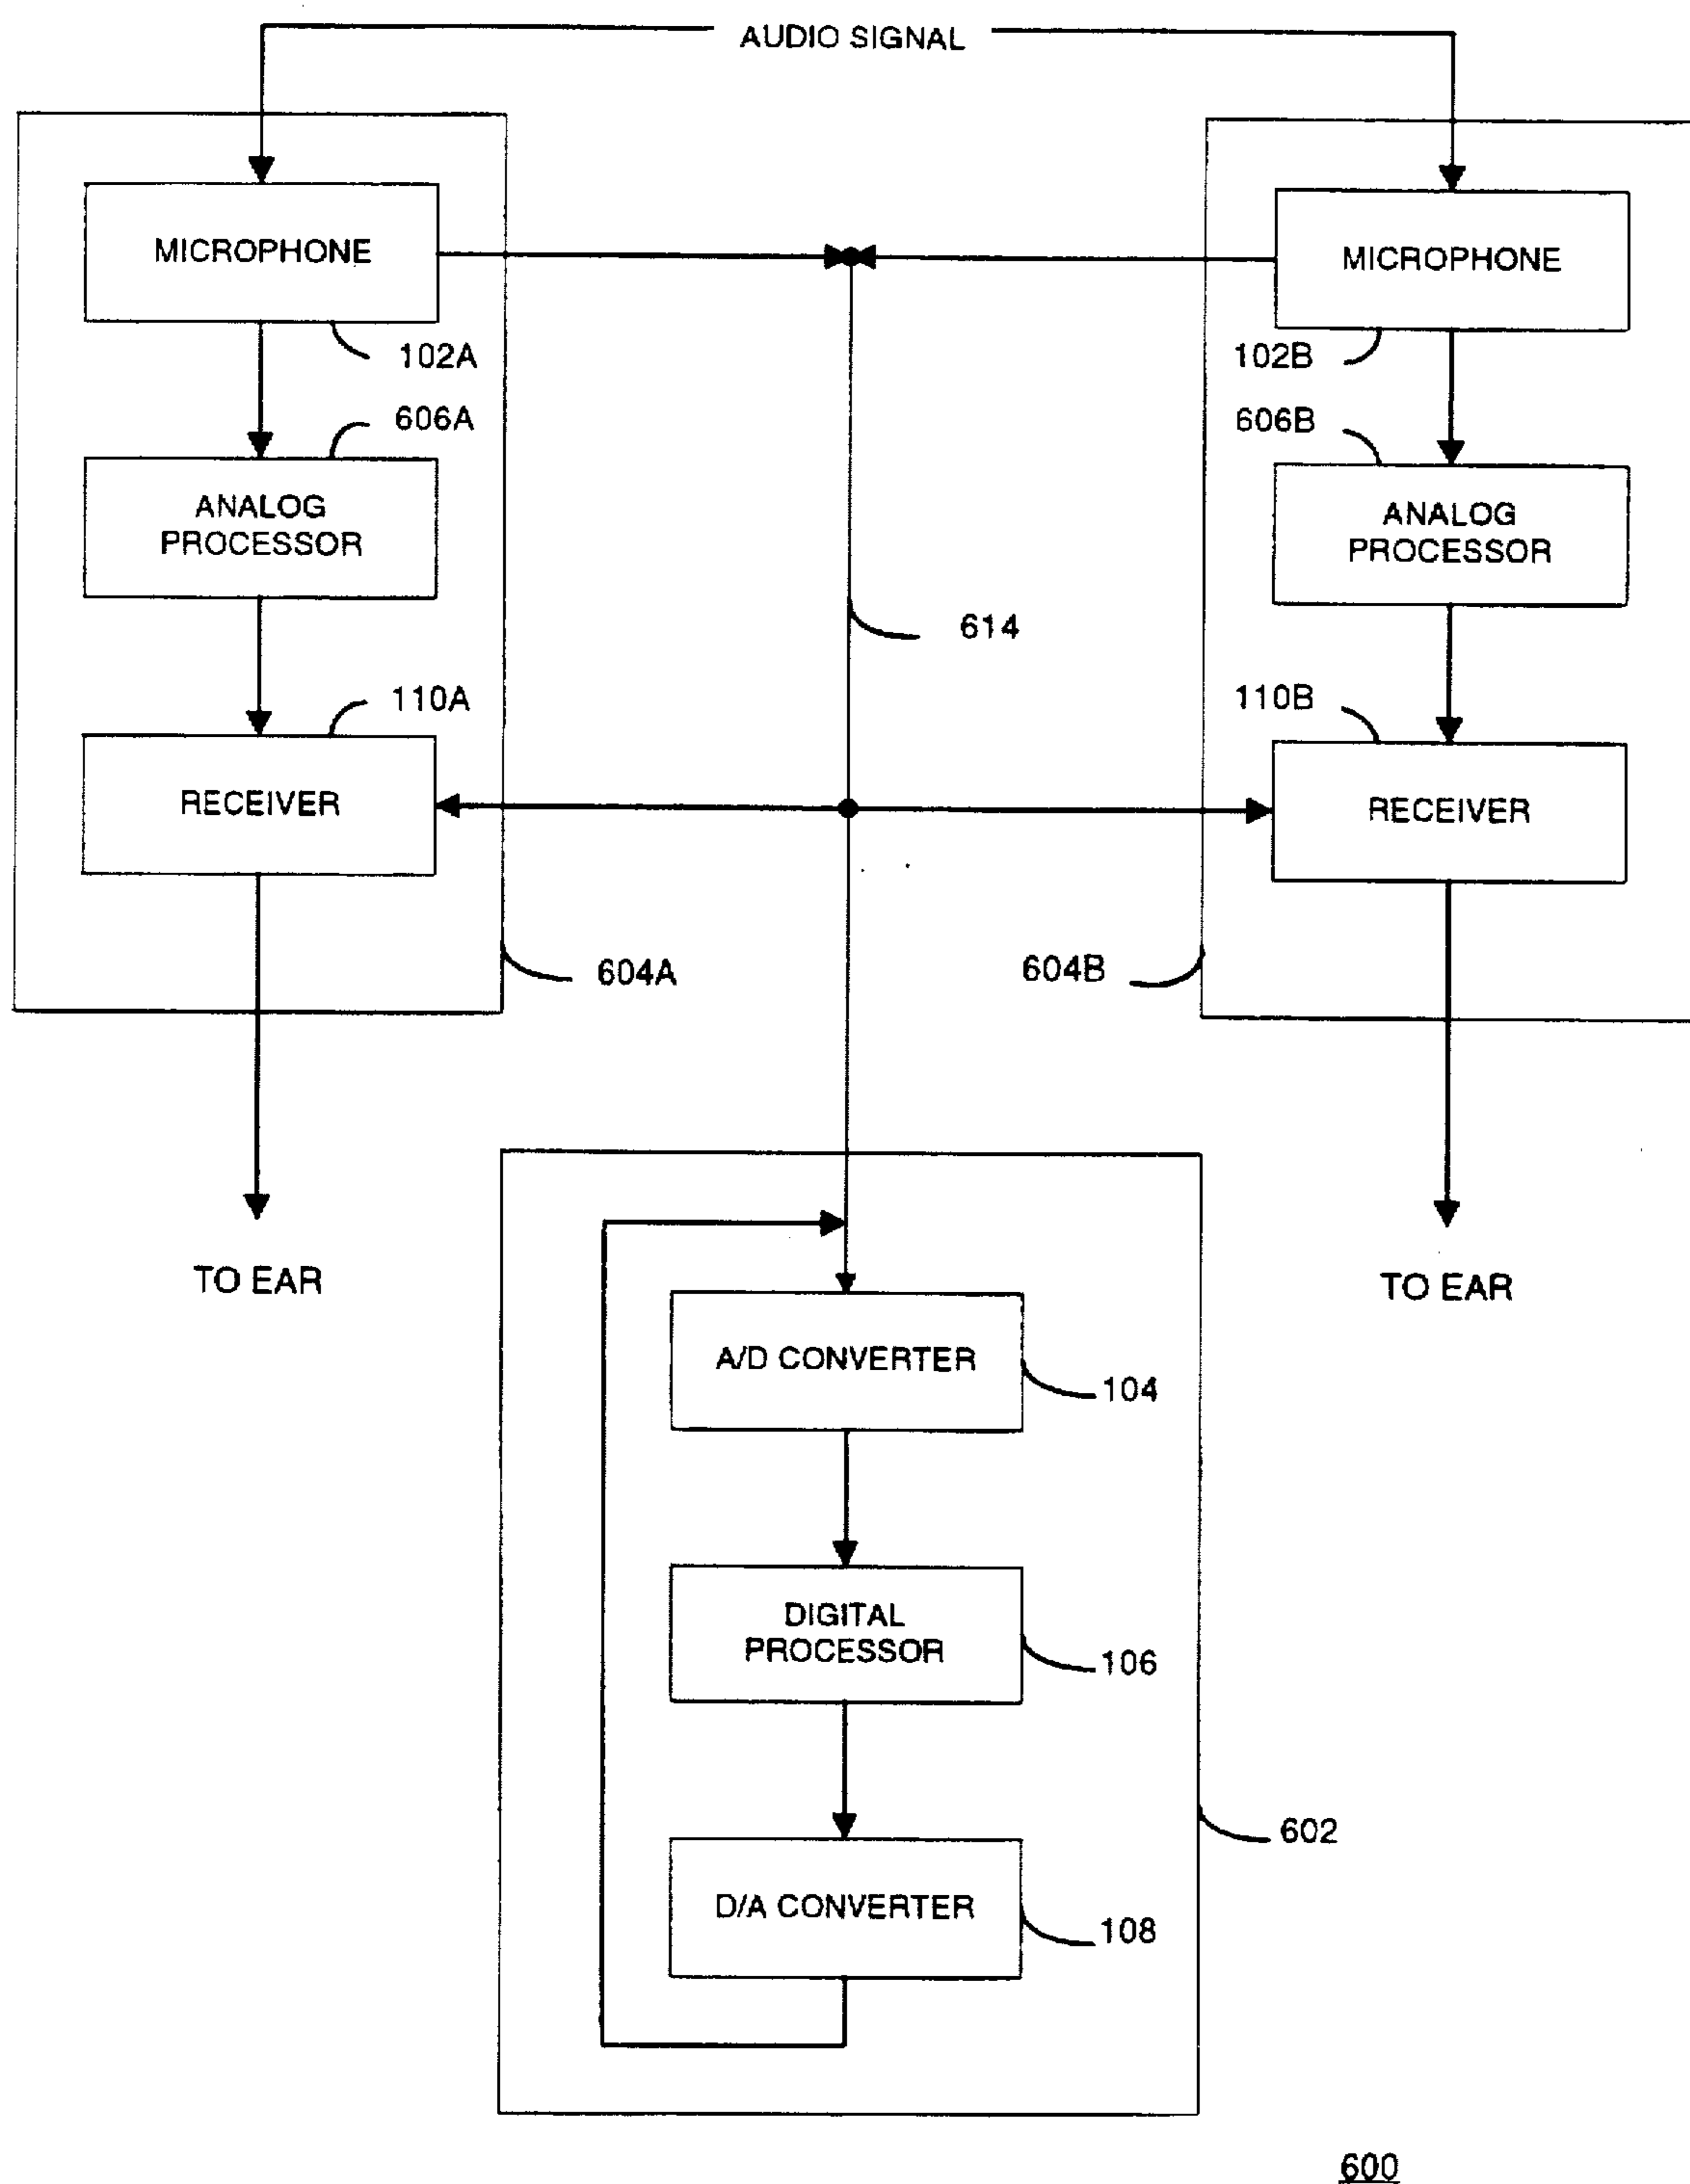 AUDIO SIGNAL
MICROPHONE
MICROPHONE
102A
102B
606A
606B
ANALOG
PROCESSOR
ANALOG
PROCESSOR
614
110A
110B
RECEIVER
RECEIVER
604A
604B
TO EAR
TO EAR
A/D CONVERTER
104
DIGITAL
PROCESSOR
106
602
D/A CONVERTER
108
600